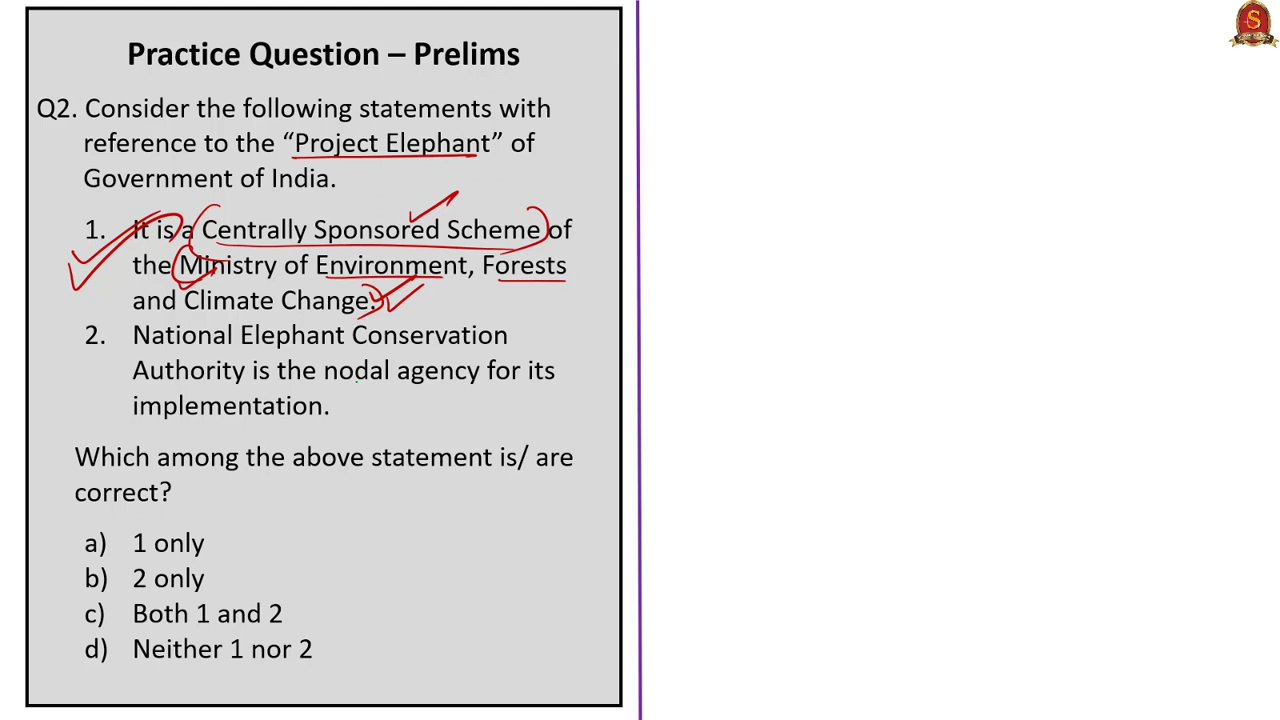 Practice Question – Prelims
Q2. Consider the following statements with
reference to the “Project Elephant” of
Government of India.
1. It is a Centrally Sponsored Scheme of
the Ministry of Environment, Forests
and Climate Change.
2. National Elephant Conservation
Authority is the nodal agency for its
implementation.
Which among the above statement is/ are
correct?
a) 1 only
b) 2 only
c) Both 1 and 2
d) Neither 1 nor 2
S